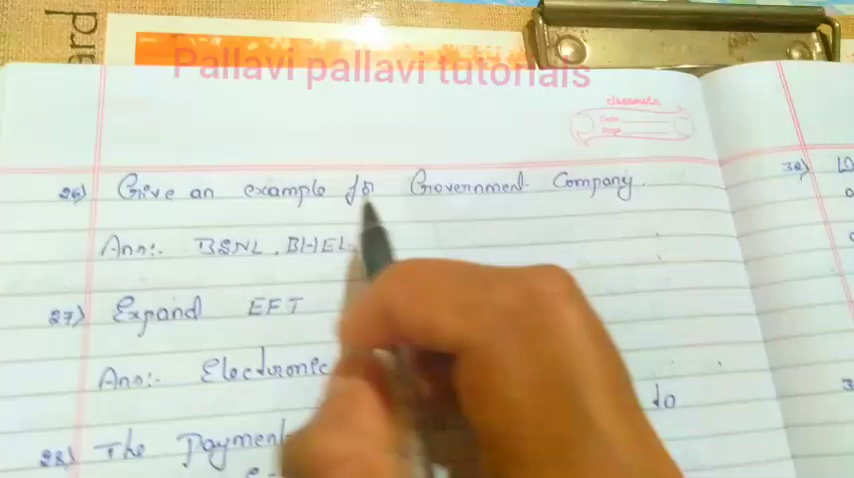 ard
Pallavi pallavi tutorials
classmate
Date
Page
26) Give an example for Government Company.
Ans:. BSNL, BHEL.
27) Expand EFT
Ans:. Electronic
28) The Payment
to